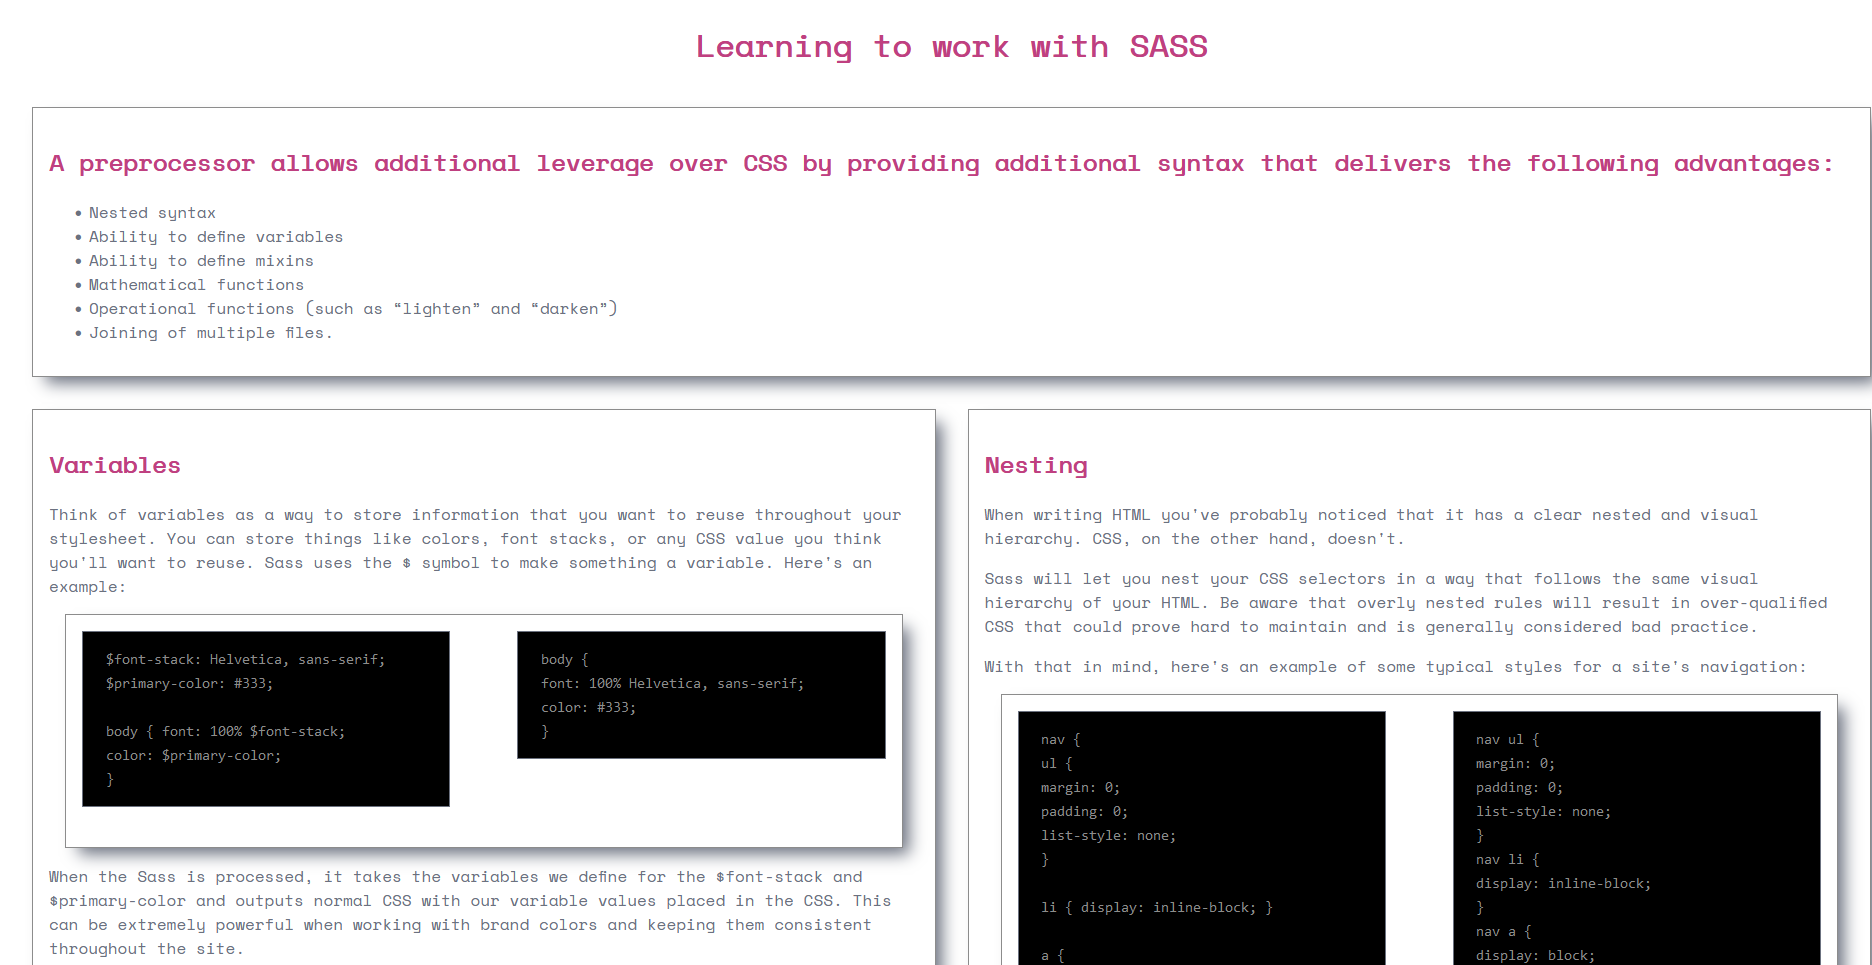 Learning to work with SASS
A preprocessor allows additional leverage over CSS by providing additional syntax that delivers the following advantages:
• Nested syntax
• Ability to define variables
• Ability to define mixins
• Mathematical functions
• Operational functions (such as “lighten” and “darken”)
• Joining of multiple files.
Variables
Think of variables as a way to store information that you want to reuse throughout your
stylesheet. You can store things like colors, font stacks, or any CSS value you think
you'll want to reuse. Sass uses the $ symbol to make something a variable. Here's an
example:
$font-stack: Helvetica, sans-serif;
$primary-color: #333;
body { font: 100% $font-stack;
color: $primary-color;
}
body {
font: 100% Helvetica, sans-serif;
color: #333;
}
When the Sass is processed, it takes the variables we define for the $font-stack and
$primary-color and outputs normal CSS with our variable values placed in the CSS. This
can be extremely powerful when working with brand colors and keeping them consistent
throughout the site.
Nesting
When writing HTML you've probably noticed that it has a clear nested and visual
hierarchy. CSS, on the other hand, doesn't.
Sass will let you nest your CSS selectors in a way that follows the same visual
hierarchy of your HTML. Be aware that overly nested rules will result in over-qualified
CSS that could prove hard to maintain and is generally considered bad practice.
With that in mind, here's an example of some typical styles for a site's navigation:
nav {
ul {
margin: 0;
padding: 0;
list-style: none;
}
li { display: inline-block; }
a {
nav ul {
margin: 0;
padding: 0;
list-style: none;
}
nav li {
display: inline-block;
}
nav a {
display: block;